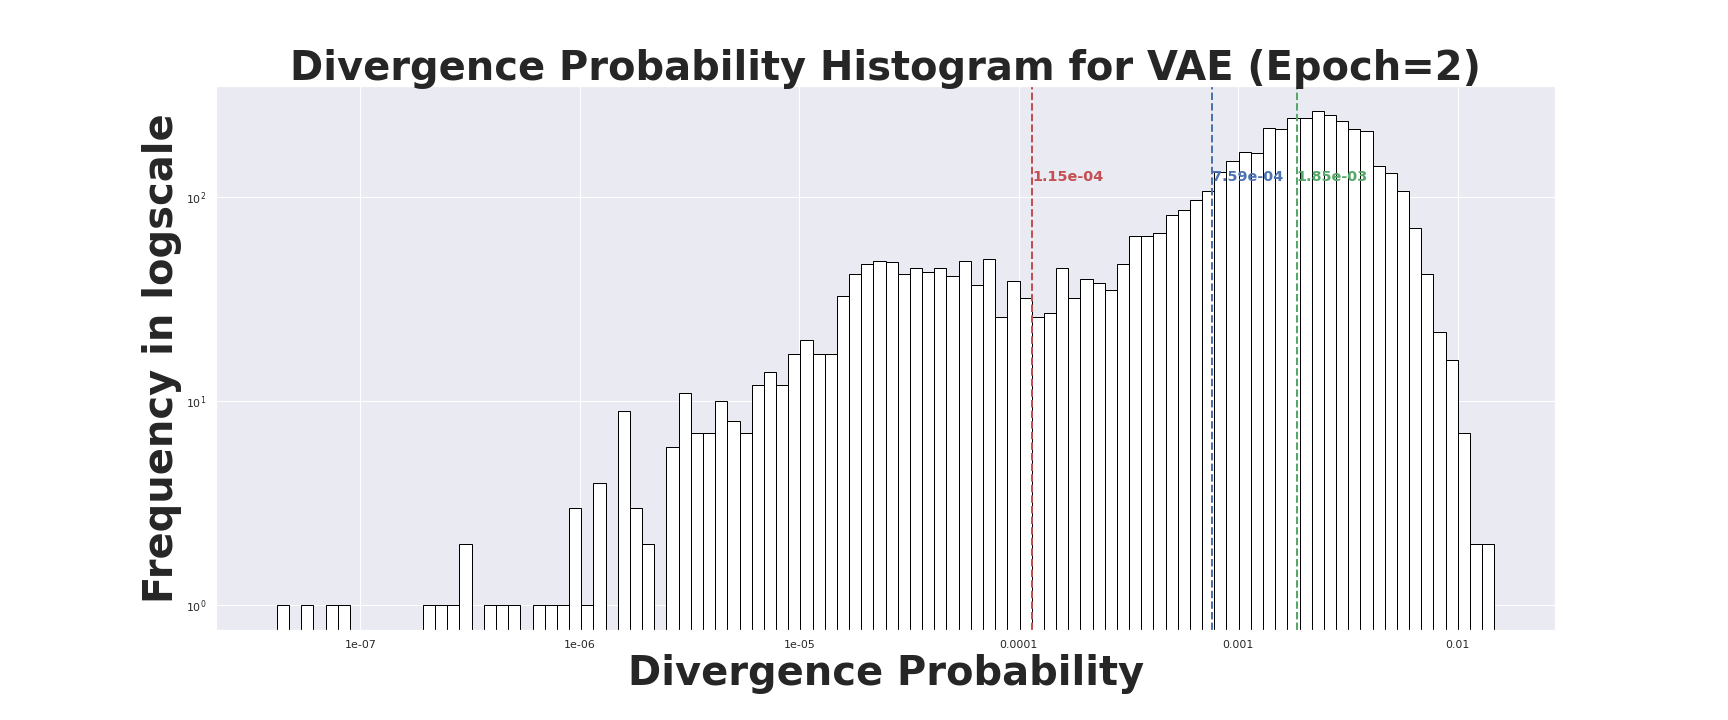 Divergence Probability Histogram for VAE (Epoch=2)
Frequency in logscale
10²
10¹
10⁰
1.15e-04
7.59e-04
1.85e-03
1e-07
1e-06
1e-05
0.0001
0.001
0.01
Divergence Probability